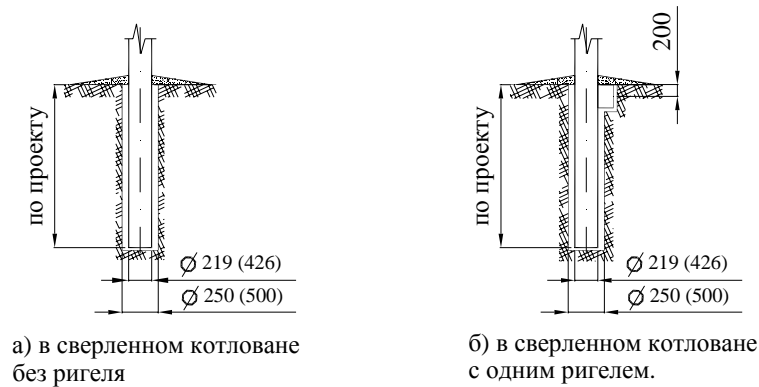 200
по проекту
по проекту
⌀ 219 (426)
⌀ 250 (500)
⌀ 219 (426)
⌀ 250 (500)
а) в сверленном котловане
без ригеля
б) в сверленном котловане
с одним ригелем.